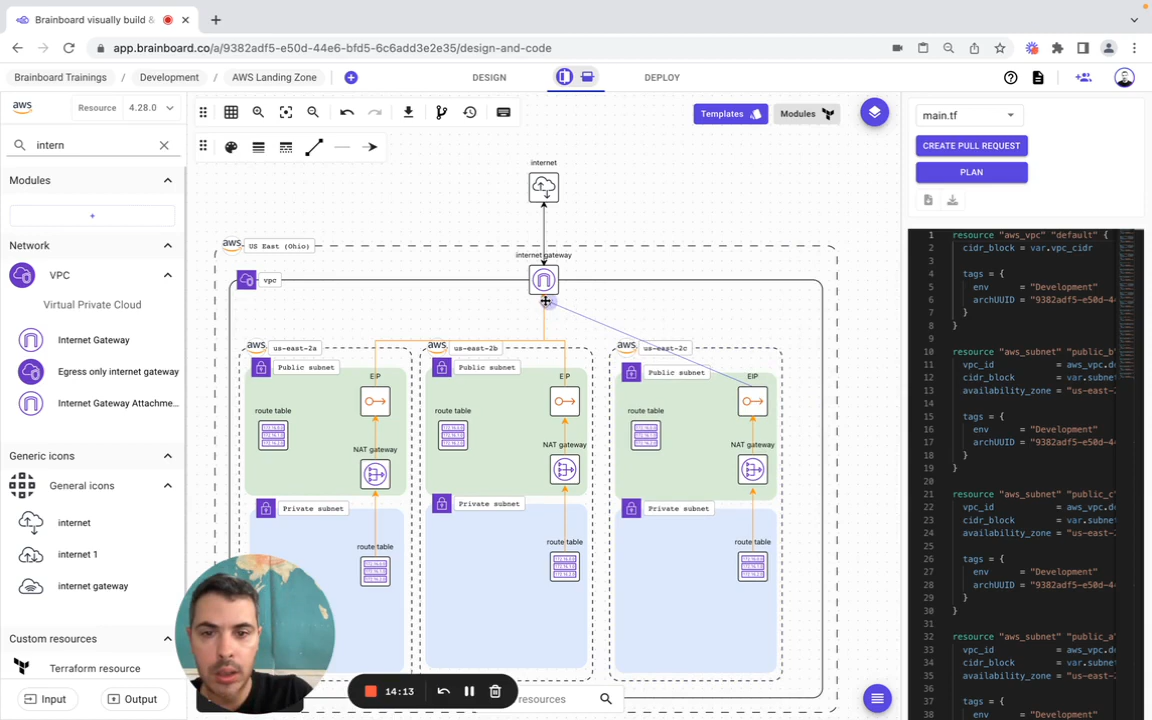 Brainboard visually build &
app.brainboard.co/a/9382adf5-e50d-44e6-bfd5-6c6add3e2e35/design-and-code
Brainboard Trainings / Development / AWS Landing Zone
DESIGN
DEPLOY
aws
Resource
4.28.0
intern
Modules
+
Network
VPC
Virtual Private Cloud
Internet Gateway
Egress only internet gateway
Internet Gateway Attachme...
Generic icons
General icons
internet
internet 1
internet gateway
Custom resources
Terraform resource
Input
Output
Templates
Modules
internet
aws
US East (Ohio)
internet gateway
vpc
aws
us-east-2a
aws
us-east-2b
aws
us-east-2c
Public subnet
Public subnet
Public subnet
EIP
EIP
EIP
route table
route table
route table
NAT gateway
NAT gateway
NAT gateway
Private subnet
Private subnet
Private subnet
route table
route table
route table
14:13
resources
main.tf
CREATE PULL REQUEST
PLAN
1 resource "aws_vpc" "default" {
2 cidr_block = var.vpc_cidr
3
4 tags = {
5 env = "Development"
6 archUUID = "9382adf5-e50d-44
7 }
8 }
9
10 resource "aws_subnet" "public_b
11 vpc_id = aws_vpc.de
12 cidr_block = var.subnet
13 availability_zone = "us-east-
14
15 tags = {
16 env = "Development"
17 archUUID = "9382adf5-e50d-44
18 }
19 }
20
21 resource "aws_subnet" "public_c
22 vpc_id = aws_vpc.de
23 cidr_block = var.subne
24 availability_zone = "us-east-
25
26 tags = {
27 env = "Development"
28 archUUID = "9382adf5-e50d-44
29 }
30 }
31
32 resource "aws_subnet" "public_a
33 vpc_id = aws_vpc.de
34 cidr_block = var.subne
35 availability_zone = "us-east-
36
37 tags = {
38 env = "Development"